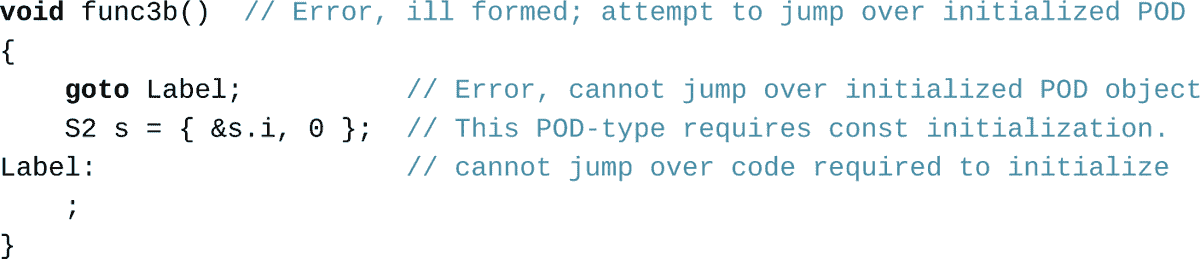 void func3b()  // Error, ill formed; attempt to jump over initialized POD
{
    goto Label;          // Error, cannot jump over initialized POD object
    S2 s = { &s.i, 0 };  // This POD-type requires const initialization.
Label:                   // cannot jump over code required to initialize
    ;
}